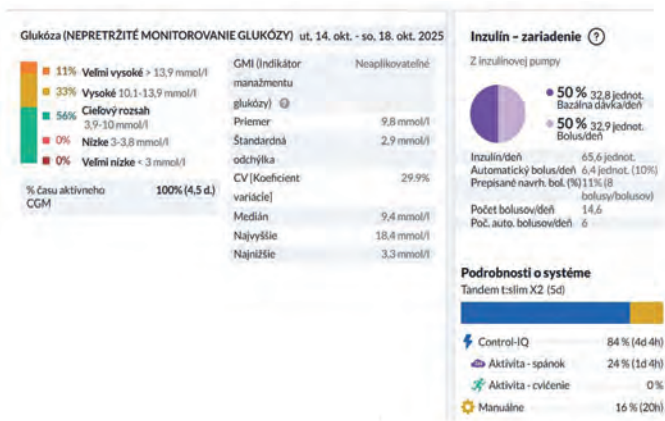 Glukóza (NEPRETRŽITÉ MONITOROVANIE GLUKÓZY) ut, 14. okt. - so, 18. okt. 2025
11% Veľmi vysoké > 13,9 mmol/l
33% Vysoké 10,1-13,9 mmol/l
56% Cieľový rozsah
3,9-10 mmol/l
0% Nízke 3-3,8 mmol/l
0% Veľmi nízke < 3 mmol/l
% času aktívneho 100% (4,5 d.)
CGM
GMI (Indikátor Neaplikovateľné
manažmentu
glukózy)
Priemer 9,8 mmol/l
Štandardná 2,9 mmol/l
odchýlka
CV [Koeficient 29.9%
variácie]
Medián 9,4 mmol/l
Najvyššie 18,4 mmol/l
Najnižšie 3,3 mmol/l
Inzulín – zariadenie ?
Z inzulínovej pumpy
50 % 32,8 jednot.
Bazálna dávka/deň
50 % 32,9 jednot.
Bolus/deň
Inzulín/deň 65,6 jednot.
Automatický bolus/deň 6,4 jednot. (10%)
Prepísané navrh. bol. (%) 11% (8
bolusy/bolusov)
Počet bolusov/deň 14,6
Poč. auto. bolusov/deň 6
Podrobnosti o systéme
Tandem t:slim X2 (5d)
Control-IQ 84 % (4d 4h)
Aktivita - spánok 24 % (1d 4h)
Aktivita - cvičenie 0 %
Manuálne 16 % (20h)